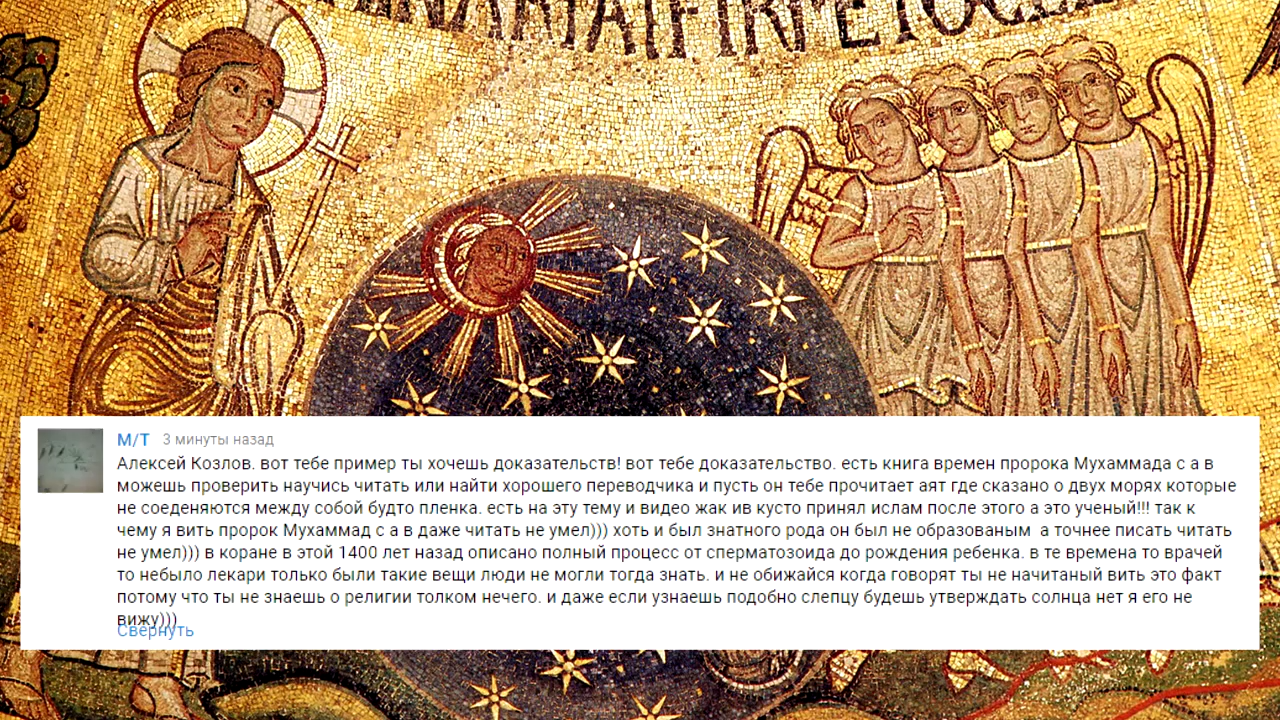 М/Т 3 минуты назад
Алексей Козлов. вот тебе пример ты хочешь доказательств! вот тебе доказательство. есть книга времен пророка Мухаммада с а в
можешь проверить научись читать или найти хорошего переводчика и пусть он тебе прочитает аят где сказано о двух морях которые
не соеденяются между собой будто пленка. есть на эту тему и видео жак ив кусто принял ислам после этого а это ученый!!! так к
чему я вить пророк Мухаммад с а в даже читать не умел))) хоть и был знатного рода он был не образованым а точнее писать читать
не умел))) в коране в этой 1400 лет назад описано полный процесс от сперматозоида до рождения ребенка. в те времена то врачей
то небыло лекари только были такие вещи люди не могли тогда знать. и не обижайся когда говорят ты не начитаный вить это факт
потому что ты не знаешь о религии толком нечего. и даже если узнаешь подобно слепцу будешь утверждать солнца нет я его не
вижу)))
Свернуть